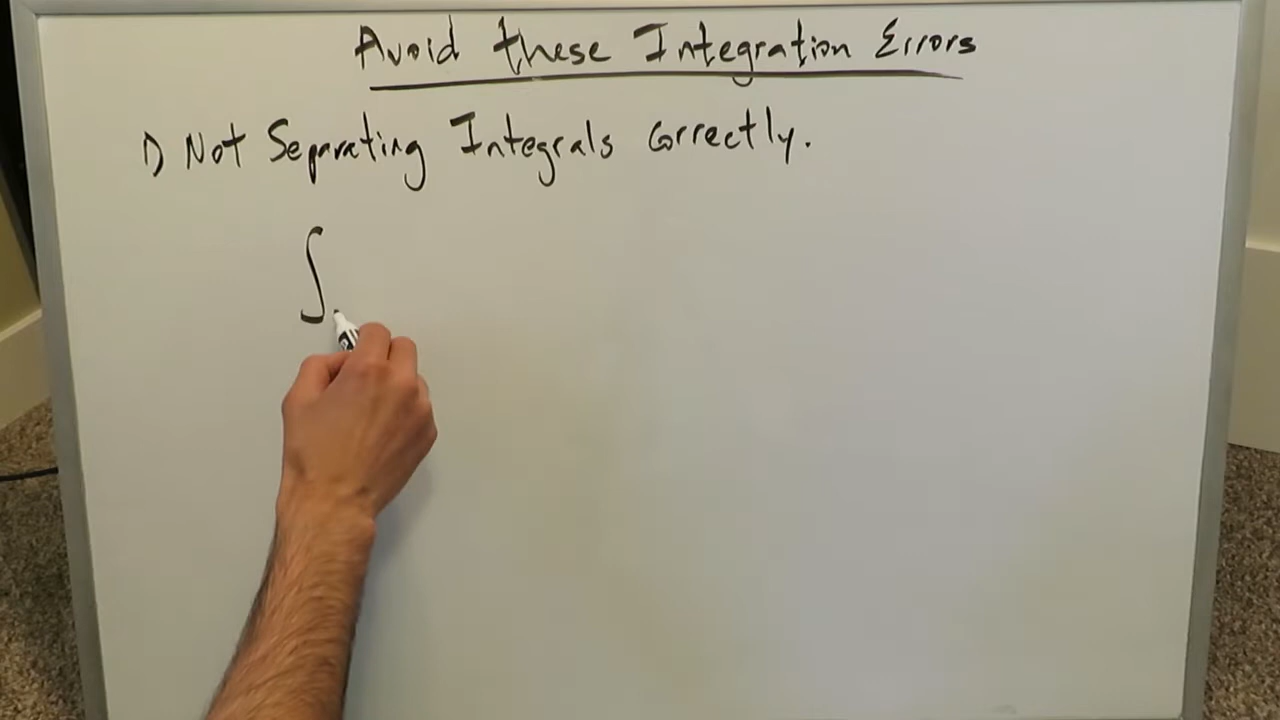 Avoid these Integration Errors
1) Not Separating Integrals correctly.
∫